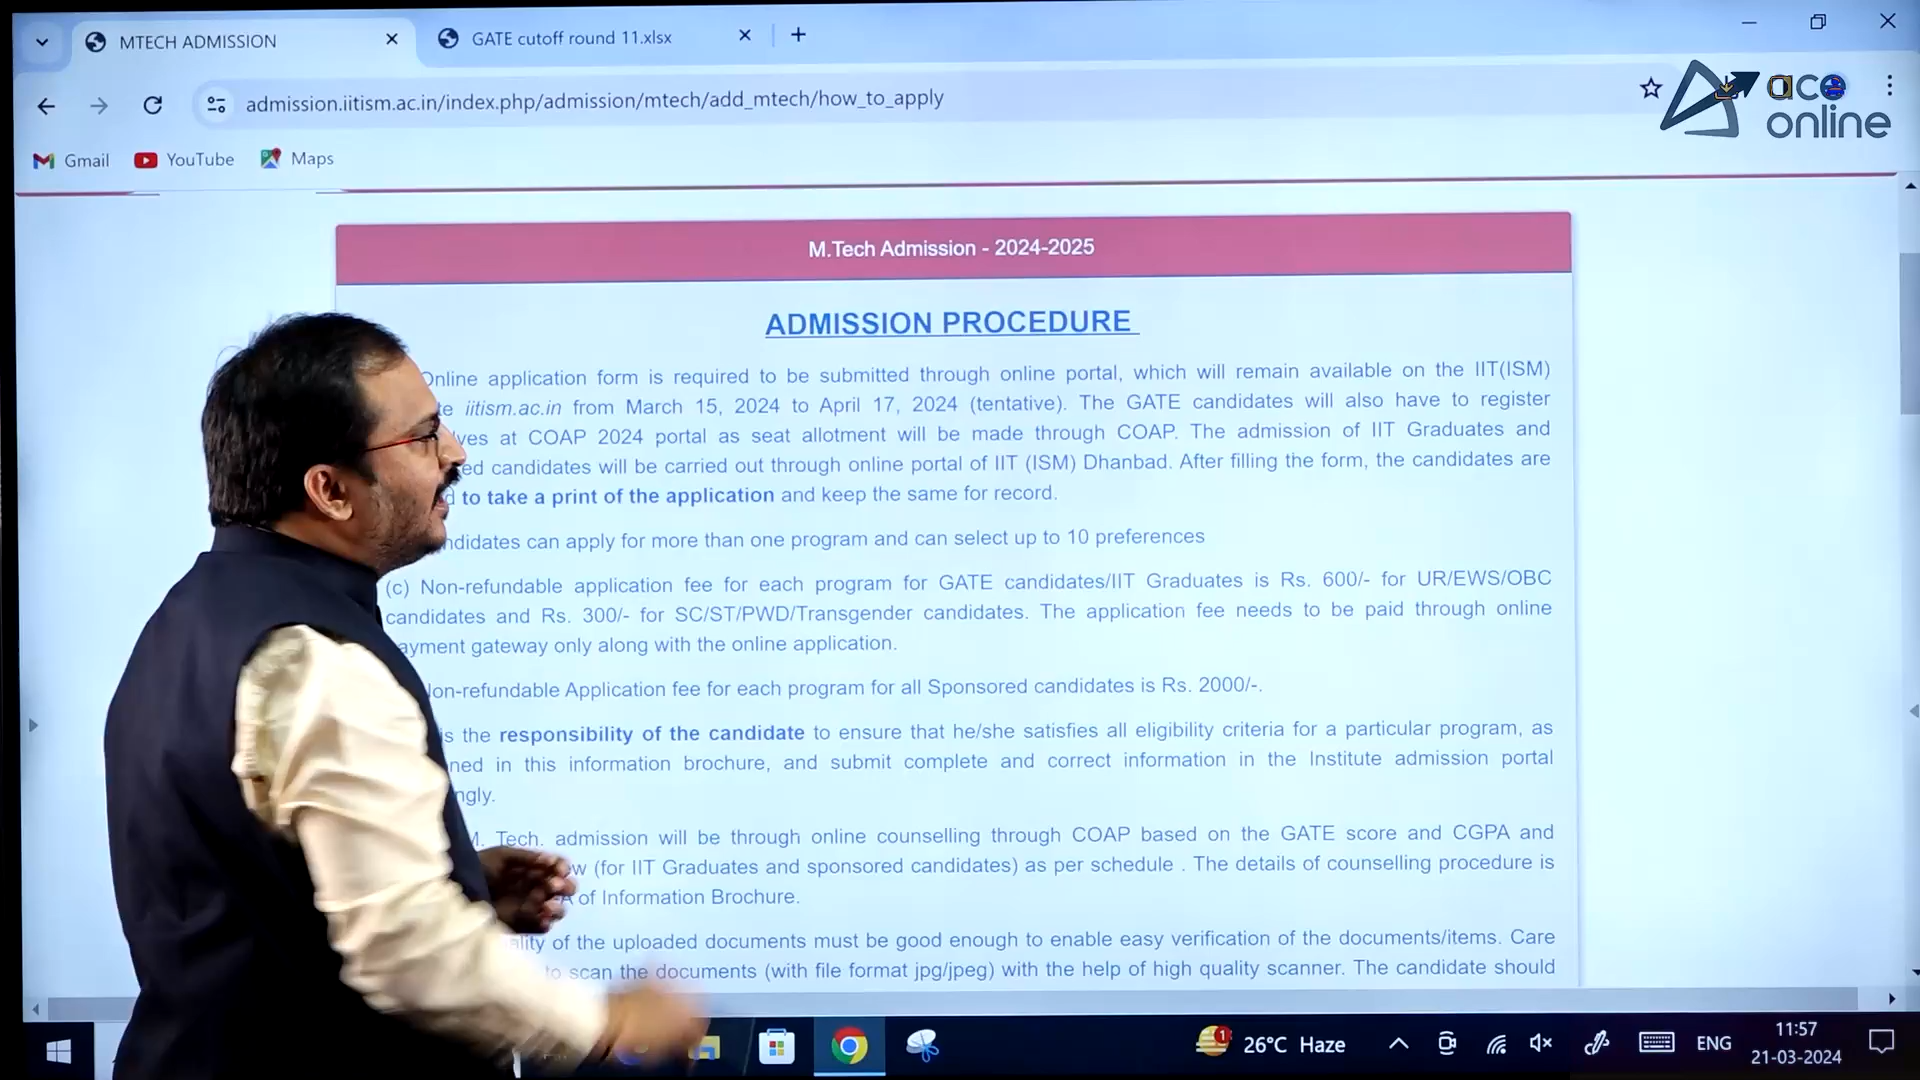 MTECH ADMISSION
GATE cutoff round 11.xlsx
admission.iitism.ac.in/index.php/admission/mtech/add_mtech/how_to_apply
ace
online
Gmail YouTube Maps
M.Tech Admission - 2024-2025
ADMISSION PROCEDURE
Online application form is required to be submitted through online portal, which will remain available on the IIT(ISM)
iitism.ac.in from March 15, 2024 to April 17, 2024 (tentative). The GATE candidates will also have to register
at COAP 2024 portal as seat allotment will be made through COAP. The admission of IIT Graduates and
candidates will be carried out through online portal of IIT (ISM) Dhanbad. After filling the form, the candidates are
to take a print of the application and keep the same for record.
can apply for more than one program and can select up to 10 preferences
(c) Non-refundable application fee for each program for GATE candidates/IIT Graduates is Rs. 600/- for UR/EWS/OBC
candidates and Rs. 300/- for SC/ST/PWD/Transgender candidates. The application fee needs to be paid through online
ayment gateway only along with the online application.
on-refundable Application fee for each program for all Sponsored candidates is Rs. 2000/-.
is the responsibility of the candidate to ensure that he/she satisfies all eligibility criteria for a particular program, as
in this information brochure, and submit complete and correct information in the Institute admission portal
M. Tech. admission will be through online counselling through COAP based on the GATE score and CGPA and
(for IIT Graduates and sponsored candidates) as per schedule . The details of counselling procedure is
of Information Brochure.
of the uploaded documents must be good enough to enable easy verification of the documents/items. Care
to scan the documents (with file format jpg/jpeg) with the help of high quality scanner. The candidate should
1
26°C Haze
ENG
11:57
21-03-2024